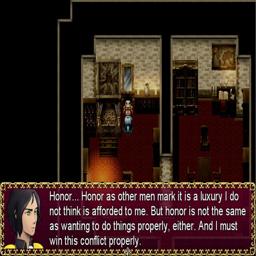 Honor... Honor as other men mark it is a luxury I do
not think is afforded to me. But honor is not the same
as wanting to do things properly, either. And I must
win this conflict properly.